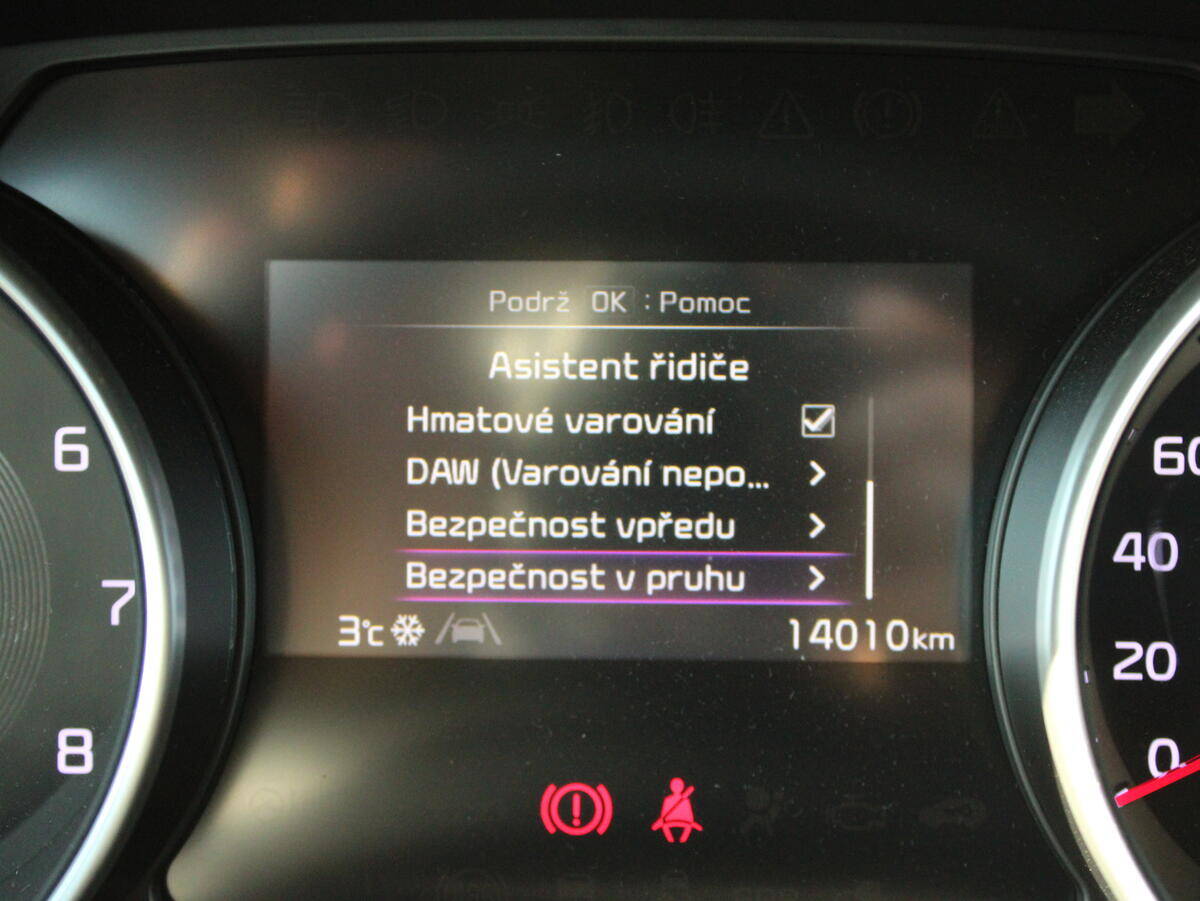 Podrž OK : Pomoc
Asistent řidiče
Hmatové varování
DAW (Varování nepo...
Bezpečnost vpředu
Bezpečnost v pruhu
3°c 14010km
6
7
8
60
40
20
0